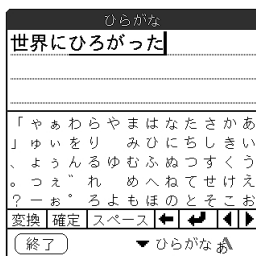 ひらがな
世界にひろがった
「ゃぁわらやまはなたさかあ
」ゅぃをり みひにちしきい
、ょぅんるゆむふぬつすくう
。っぇ゛れ めへねてせけえ
?ーぉ゜ろよもほのとそこお
変換 確定 スペース
終了 ▼ひらがな あA